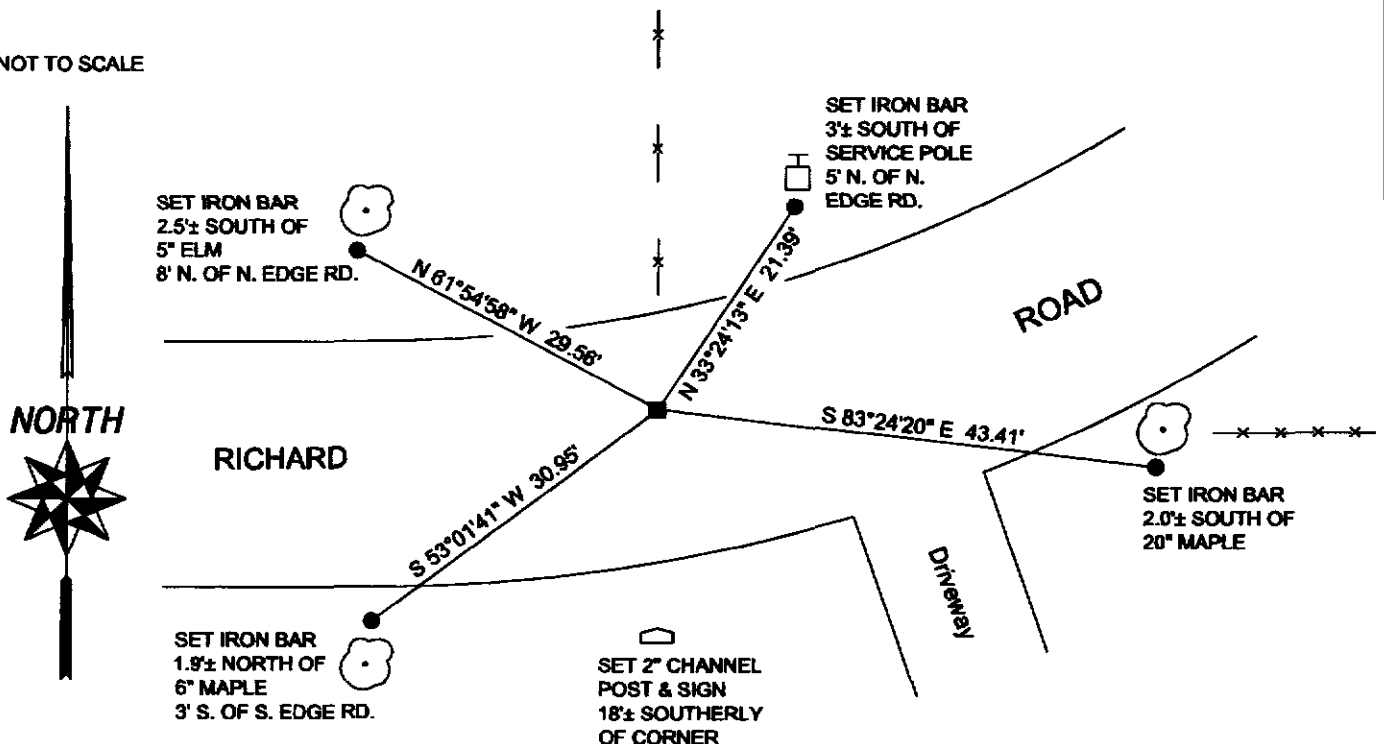 NOT TO SCALE
SET IRON BAR
3'± SOUTH OF
SERVICE POLE
5' N. OF N.
EDGE RD.
SET IRON BAR
2.5'± SOUTH OF
5" ELM
8' N. OF N. EDGE RD.
N 61°54'58" W 29.56'
N 33°24'13" E 21.39'
ROAD
NORTH
RICHARD
S 83°24'20" E 43.41'
S 53°01'41" W 30.95'
SET IRON BAR
2.0'± SOUTH OF
20" MAPLE
Driveway
SET IRON BAR
1.9'± NORTH OF
6" MAPLE
3' S. OF S. EDGE RD.
SET 2" CHANNEL
POST & SIGN
18'± SOUTHERLY
OF CORNER